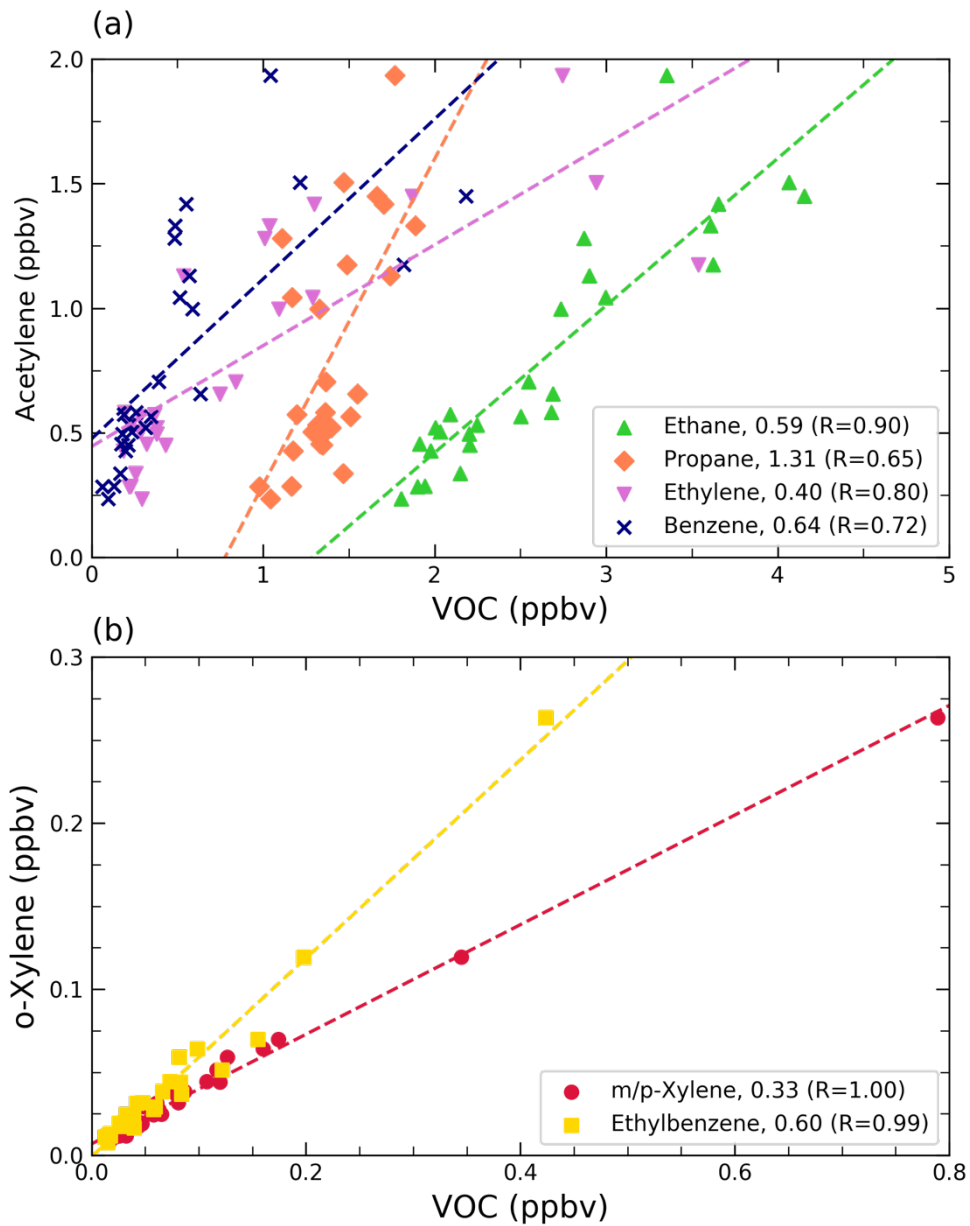 (a)
2.0
1.5
1.0
0.5
0.0
Acetylene (ppbv)
Ethane, 0.59 (R=0.90)
Propane, 1.31 (R=0.65)
Ethylene, 0.40 (R=0.80)
Benzene, 0.64 (R=0.72)
0 1 2 3 4 5
VOC (ppbv)
(b)
0.3
0.2
0.1
0.0
o-Xylene (ppbv)
m/p-Xylene, 0.33 (R=1.00)
Ethylbenzene, 0.60 (R=0.99)
0.0 0.2 0.4 0.6 0.8
VOC (ppbv)